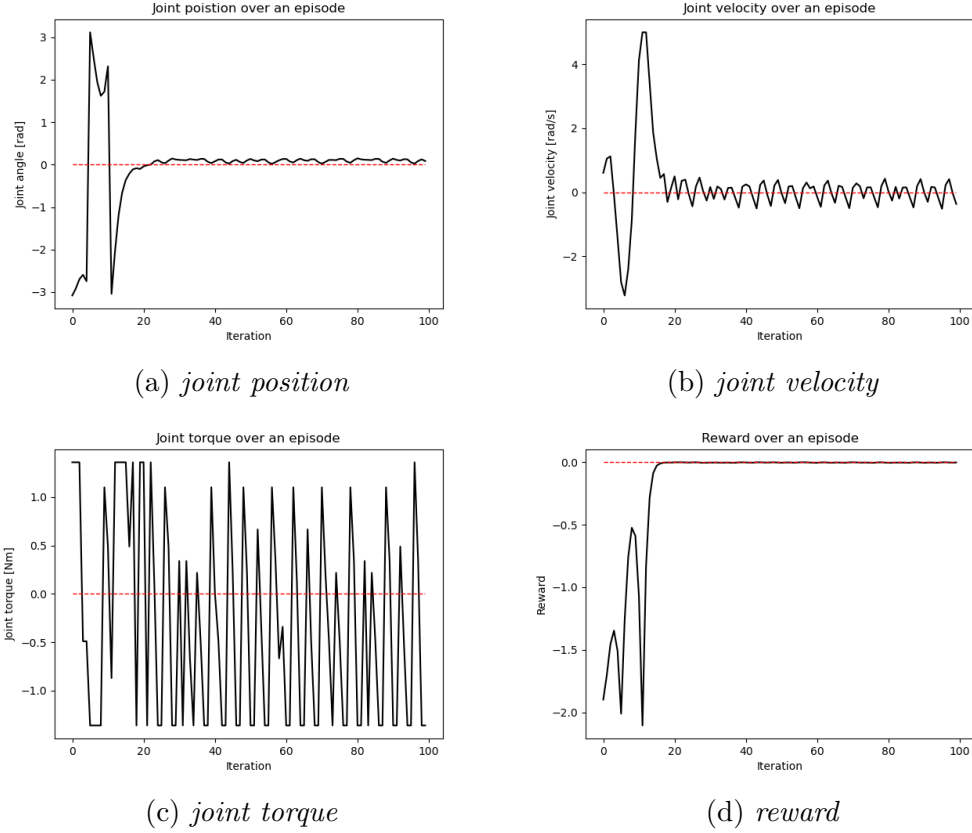 Joint poistion over an episode
Joint angle [rad]
3
2
1
0
−1
−2
−3
0 20 40 60 80 100
Iteration
(a) joint position
Joint velocity over an episode
Joint velocity [rad/s]
4
2
0
−2
0 20 40 60 80 100
Iteration
(b) joint velocity
Joint torque over an episode
Joint torque [Nm]
1.0
0.5
0.0
−0.5
−1.0
0 20 40 60 80 100
Iteration
(c) joint torque
Reward over an episode
Reward
0.0
−0.5
−1.0
−1.5
−2.0
0 20 40 60 80 100
Iteration
(d) reward